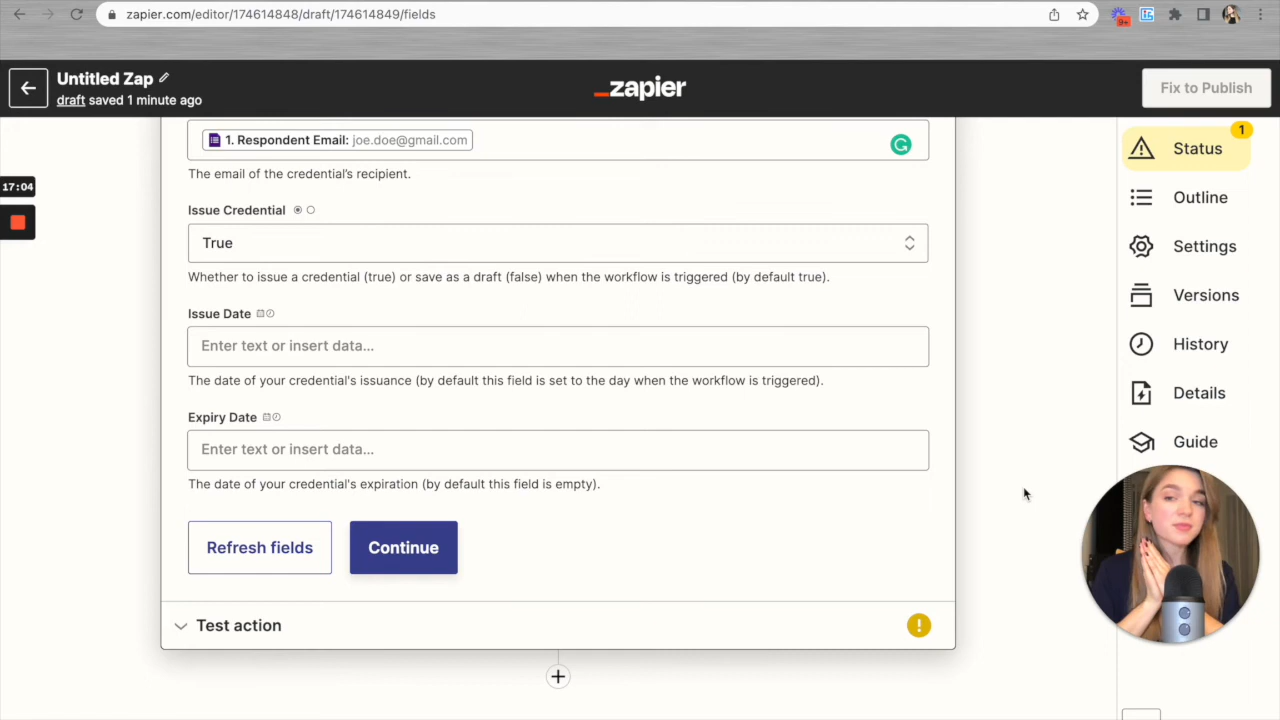 zapier.com/editor/174614848/draft/174614849/fields
9+
Untitled Zap
draft saved 1 minute ago
_zapier
Fix to Publish
1. Respondent Email: joe.doe@gmail.com
The email of the credential's recipient.
Issue Credential
True
Whether to issue a credential (true) or save as a draft (false) when the workflow is triggered (by default true).
Issue Date
Enter text or insert data...
The date of your credential's issuance (by default this field is set to the day when the workflow is triggered).
Expiry Date
Enter text or insert data...
The date of your credential's expiration (by default this field is empty).
Refresh fields
Continue
Test action
17:04
1
Status
Outline
Settings
Versions
History
Details
Guide